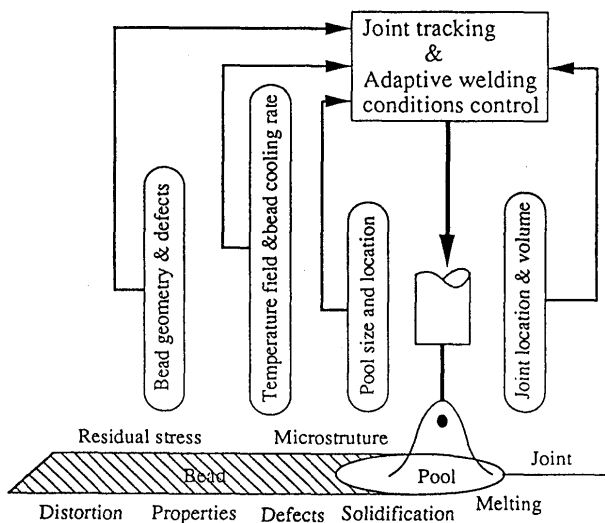 Joint tracking
&
Adaptive welding
conditions control
Bead geometry & defects
Temperature field &bead cooling rate
Pool size and location
Joint location & volume
Residual stress
Microstruture
Bead
Pool
Joint
Distortion
Properties
Defects
Solidification
Melting